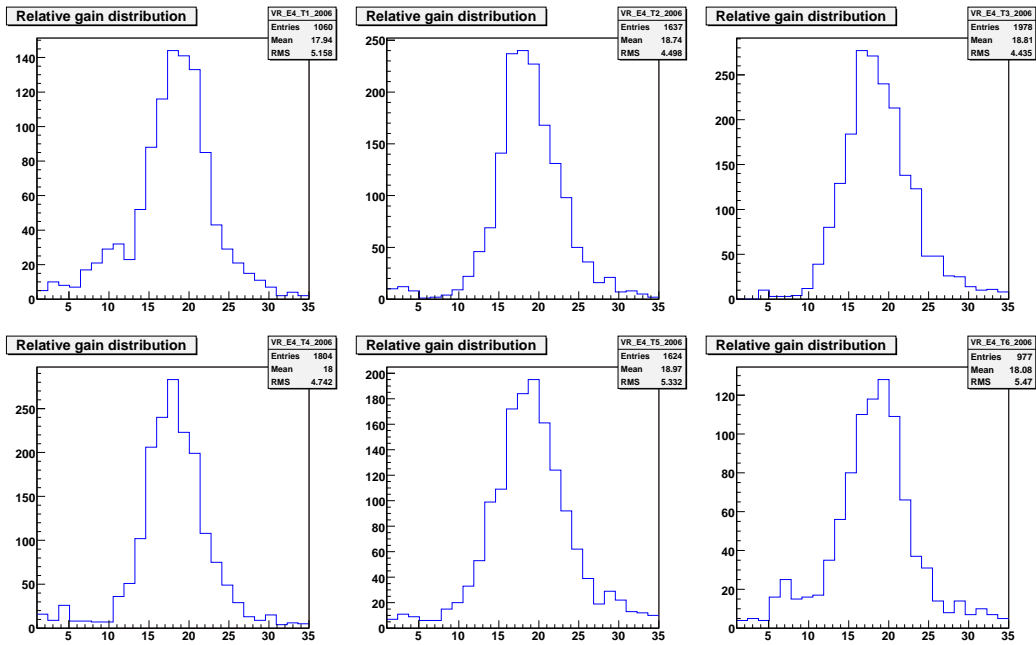 Relative gain distribution
VR_E4_T1_2006
Entries 1060
Mean 17.94
RMS 5.158
140
120
100
80
60
40
20
0
5 10 15 20 25 30 35
Relative gain distribution
VR_E4_T2_2006
Entries 1637
Mean 18.74
RMS 4.498
250
200
150
100
50
0
5 10 15 20 25 30 35
Relative gain distribution
VR_E4_T3_2006
Entries 1978
Mean 18.81
RMS 4.435
250
200
150
100
50
0
5 10 15 20 25 30 35
Relative gain distribution
VR_E4_T4_2006
Entries 1804
Mean 18
RMS 4.742
250
200
150
100
50
0
5 10 15 20 25 30 35
Relative gain distribution
VR_E4_T5_2006
Entries 1624
Mean 18.97
RMS 5.332
200
180
160
140
120
100
80
60
40
20
0
5 10 15 20 25 30 35
Relative gain distribution
VR_E4_T6_2006
Entries 977
Mean 18.08
RMS 5.47
120
100
80
60
40
20
0
5 10 15 20 25 30 35